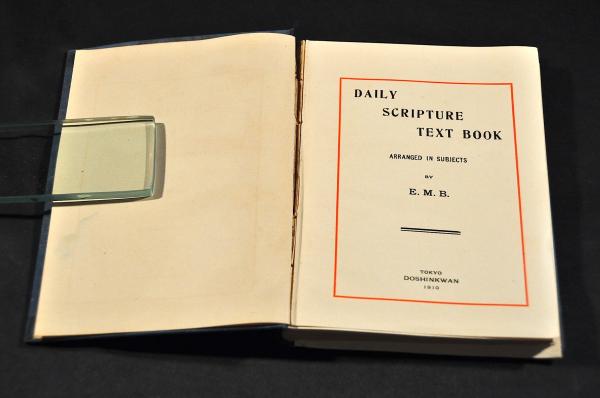 DAILY
SCRIPTURE
TEXT BOOK
ARRANGED IN SUBJECTS
BY
E. M. B.
TOKYO
DOSHINKWAN
1910